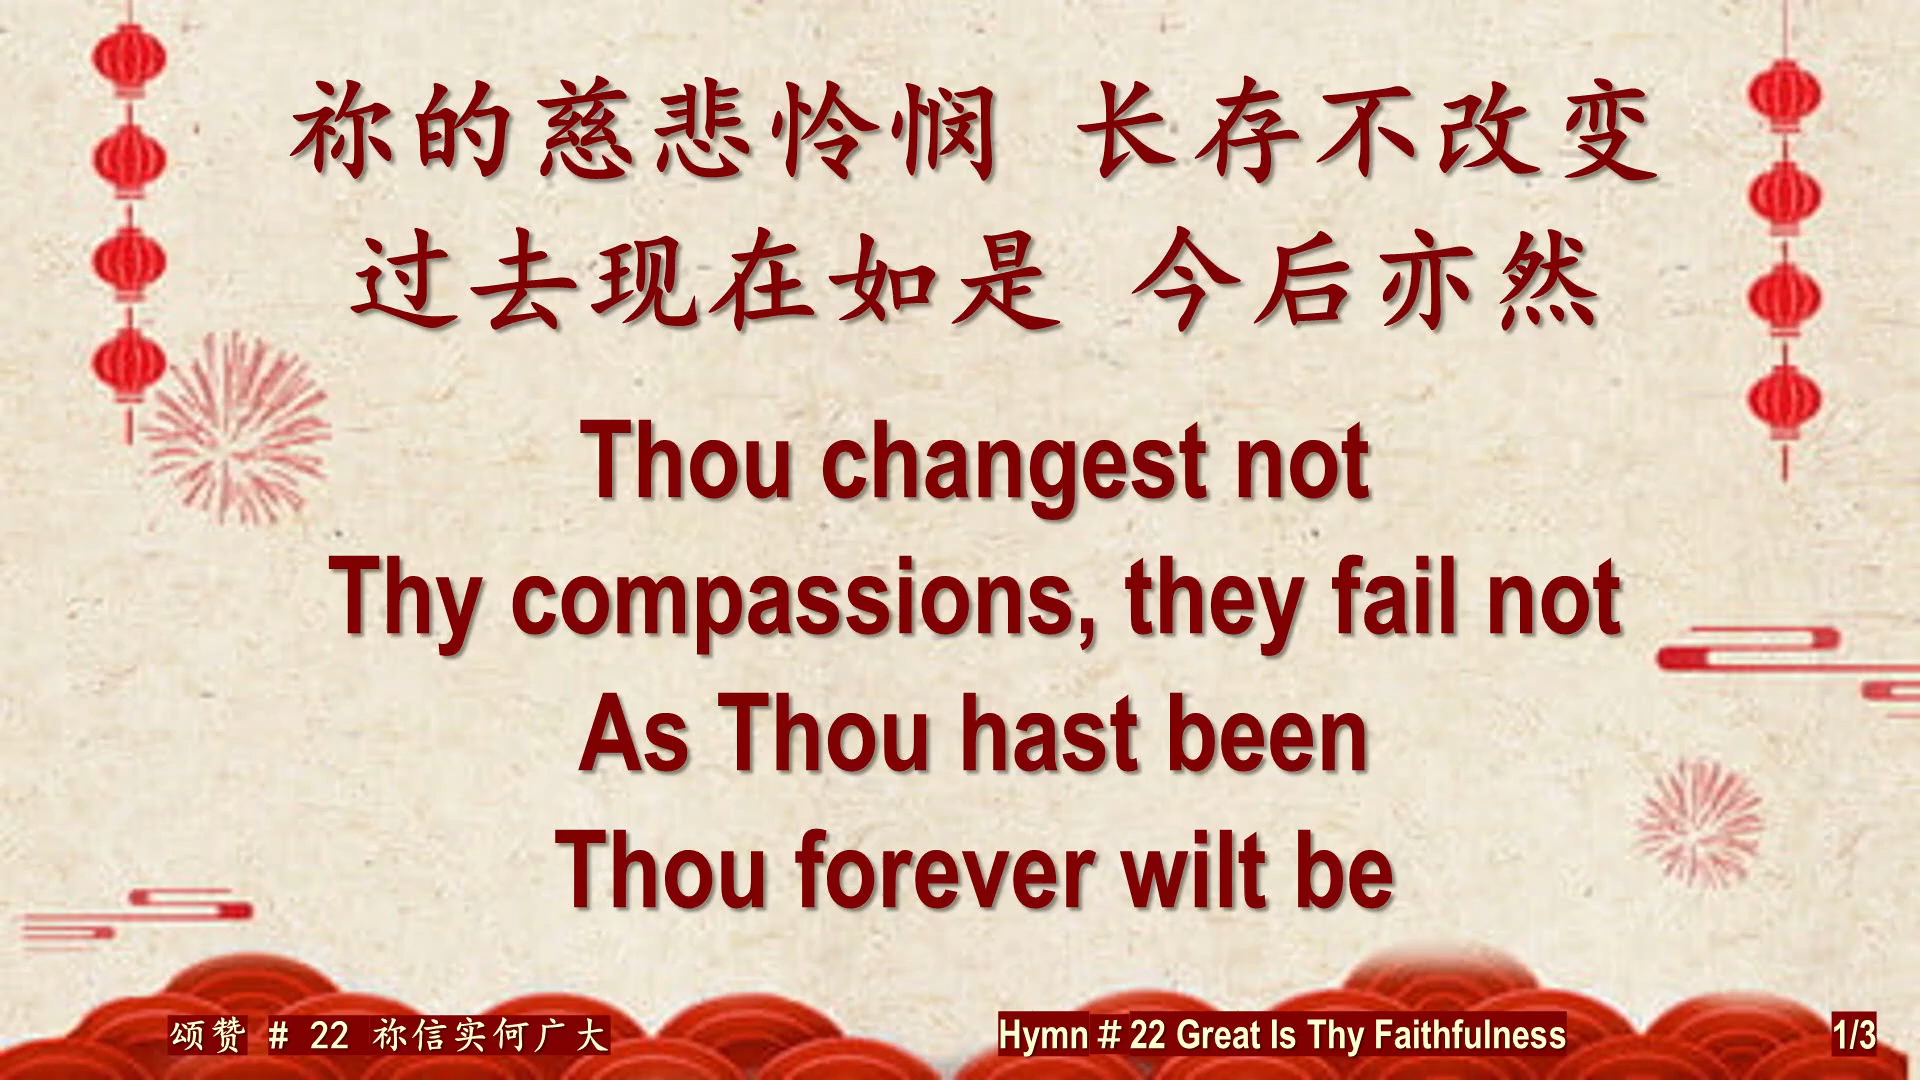 祢的慈悲怜悯 长存不改变
过去现在如是 今后亦然
Thou changest not
Thy compassions, they fail not
As Thou hast been
Thou forever wilt be
颂赞 # 22 祢信实何广大
Hymn # 22 Great Is Thy Faithfulness
1/3